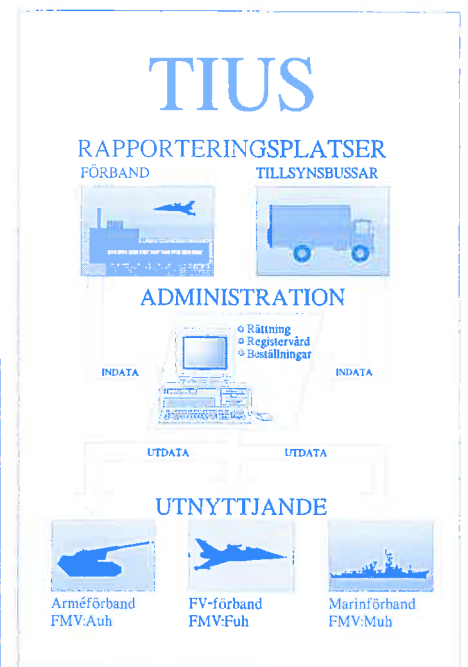 TIUS
RAPPORTERINGSPLATSER
FÖRBAND TILLSYNSBUSSAR
ADMINISTRATION
Rättning
Registervård
Beställningar
INDATA INDATA
UTDATA UTDATA
UTNYTTJANDE
Arméförband FV-förband Marinförband
FMV:Auh FMV:Fuh FMV:Muh